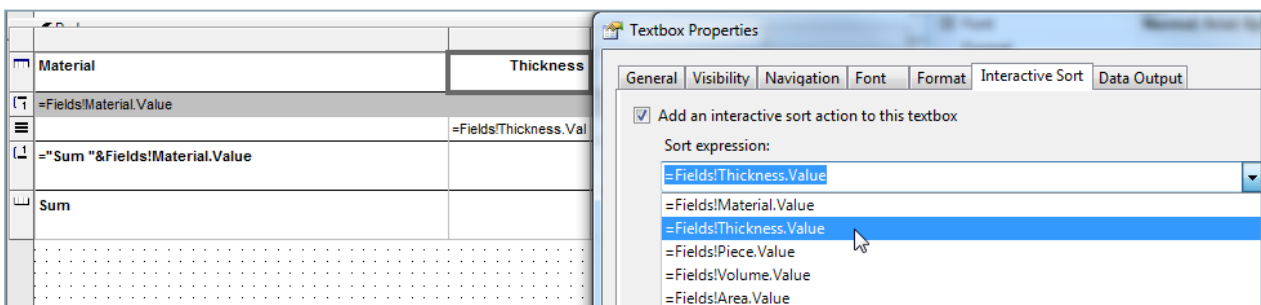 Material
Thickness
=Fields!Material.Value
=Fields!Thickness.Val
="Sum "&Fields!Material.Value
Sum
Textbox Properties
General Visibility Navigation Font Format Interactive Sort Data Output
Add an interactive sort action to this textbox
Sort expression:
=Fields!Thickness.Value
=Fields!Material.Value
=Fields!Thickness.Value
=Fields!Piece.Value
=Fields!Volume.Value
=Fields!Area.Value